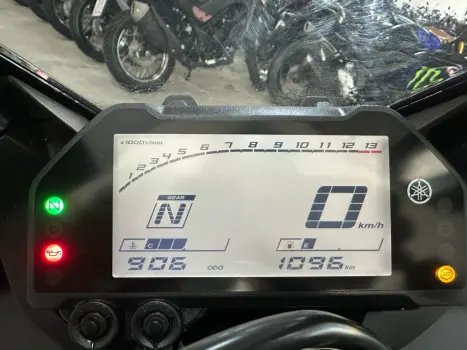 x1000 r/min
1 2 3 4 5 6 7 8 9 10 11 12 13
GEAR
N
0 km/h
C
906 ODO
1096 km
N